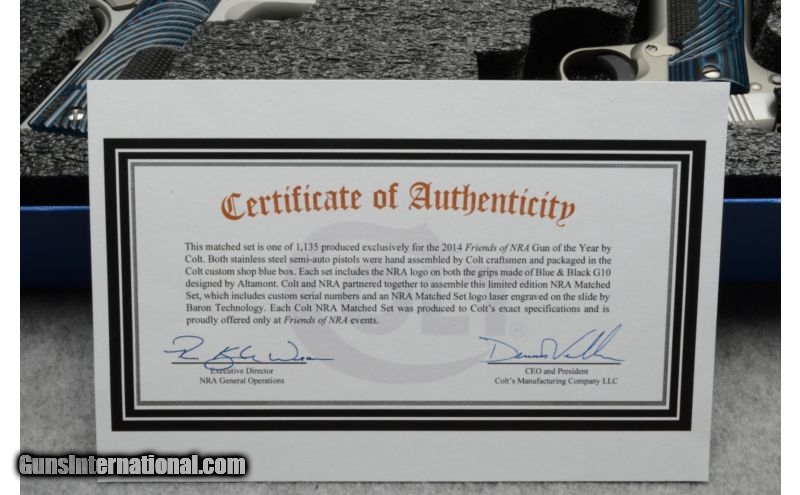 Certificate of Authenticity
This matched set is one of 1,135 produced exclusively for the 2014 Friends of NRA Gun of the Year by
Colt. Both stainless steel semi-auto pistols were hand assembled by Colt craftsmen and packaged in the
Colt custom shop blue box. Each set includes the NRA logo on both the grips made of Blue & Black G10
designed by Altamont. Colt and NRA partnered together to assemble this limited edition NRA Matched
Set, which includes custom serial numbers and an NRA Matched Set logo laser engraved on the slide by
Baron Technology. Each Colt NRA Matched Set was produced to Colt's exact specifications and is
proudly offered only at Friends of NRA events.
COLT®
Executive Director
NRA General Operations
CEO and President
Colt's Manufacturing Company LLC
GunsInternational.com